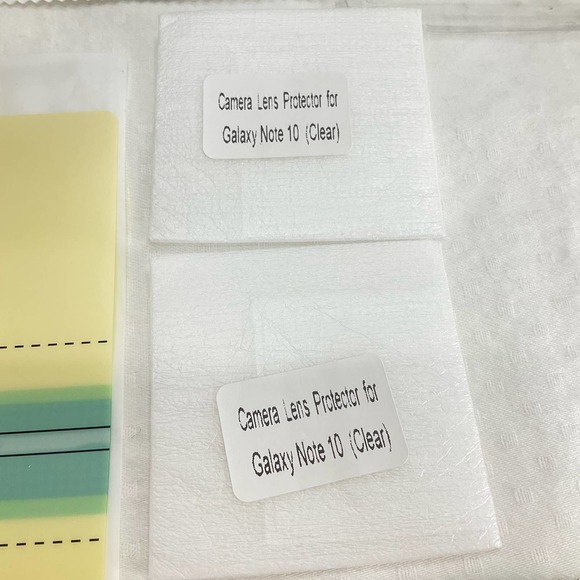 Camera Lens Protector for
Galaxy Note 10 (Clear)
Camera Lens Protector for
Galaxy Note 10 (Clear)